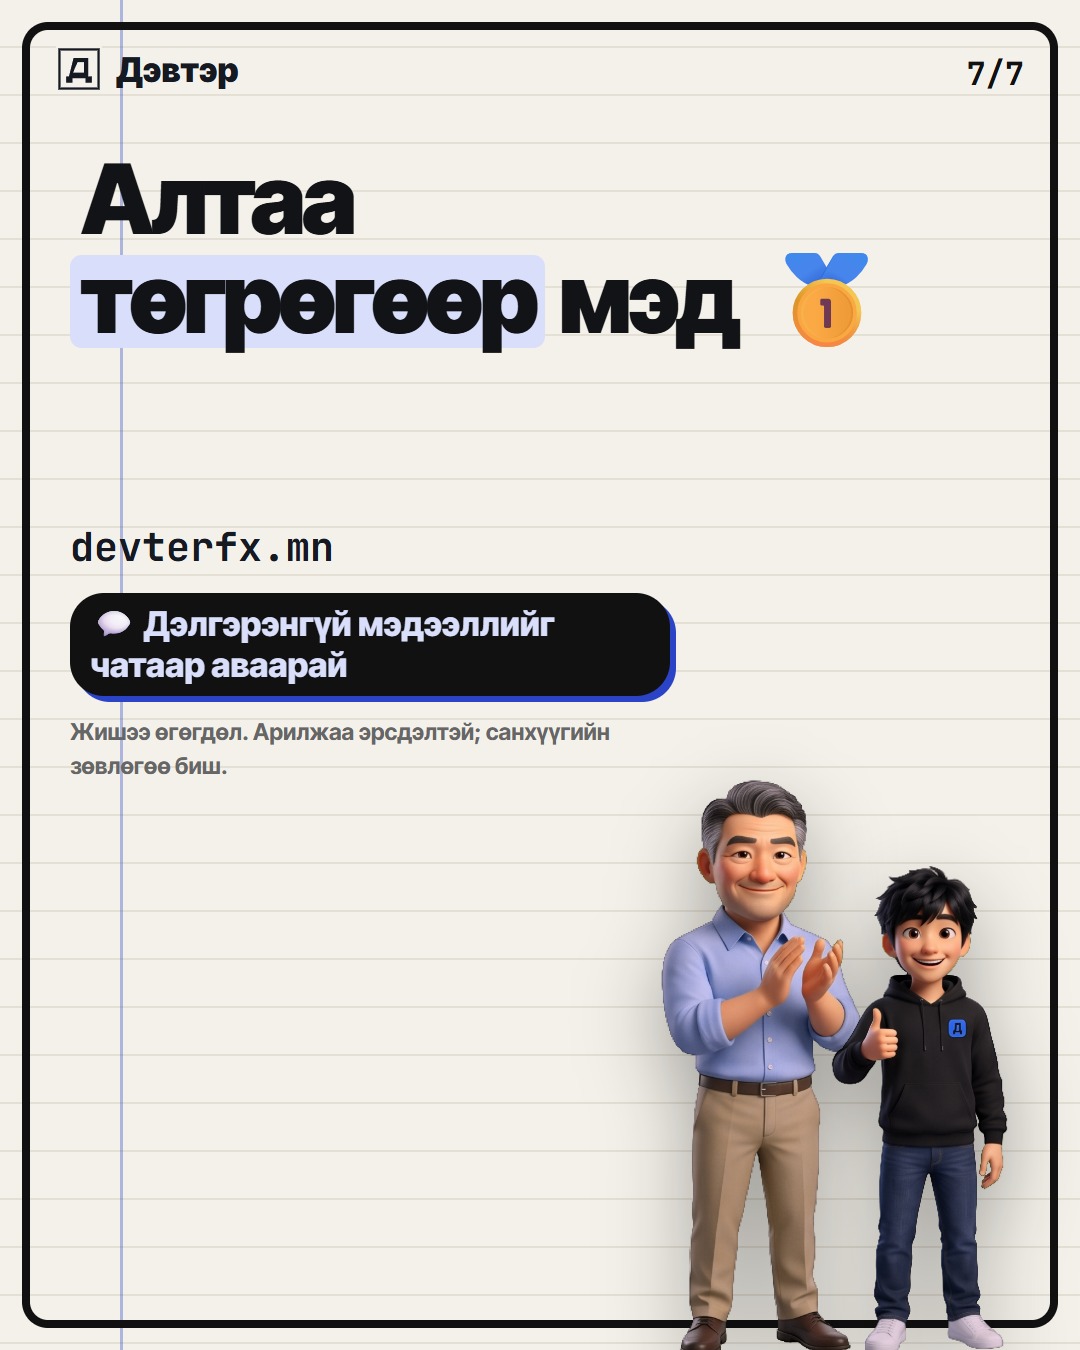 Д Дэвтэр
7/7
Алтаа
төгрөгөөр мэд
1
devterfx.mn
Дэлгэрэнгүй мэдээллийг
чатаар аваарай
Жишээ өгөгдөл. Арилжаа эрсдэлтэй; санхүүгийн
зөвлөгөө биш.
Д